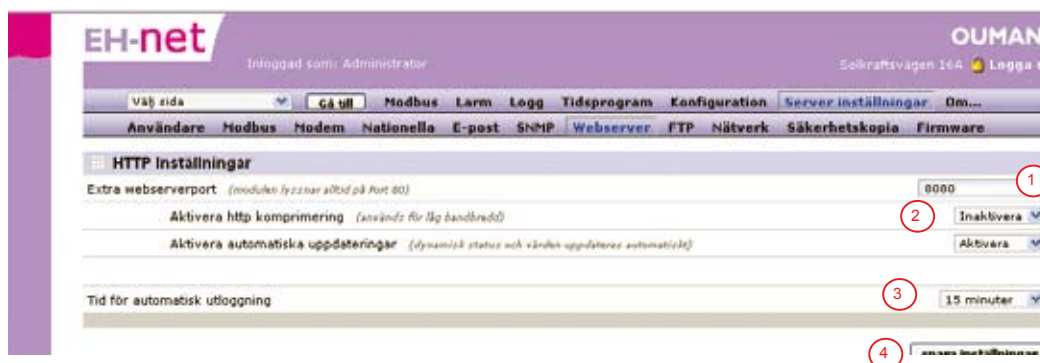 EH-net
OUMAN
Inloggad som: Administrator
Solkraftsvägen 16A Logga
Välj sida Gå till Modbus Larm Logg Tidsprogram Konfiguration Server inställningar Om...
Användare Modbus Modem Nationella E-post SNMP Webserver FTP Nätverk Säkerhetskopia Firmware
HTTP Inställningar
Extra webserverport (modulen lyssnar alltid på Port 80) 8080 1
Aktivera http komprimering (används för låg bandbredd) 2 Inaktivera
Aktivera automatiska uppdateringar (dynamisk status och värden uppdateras automatiskt) Aktivera
Tid för automatisk utloggning 3 15 minuter
4 spara inställningar